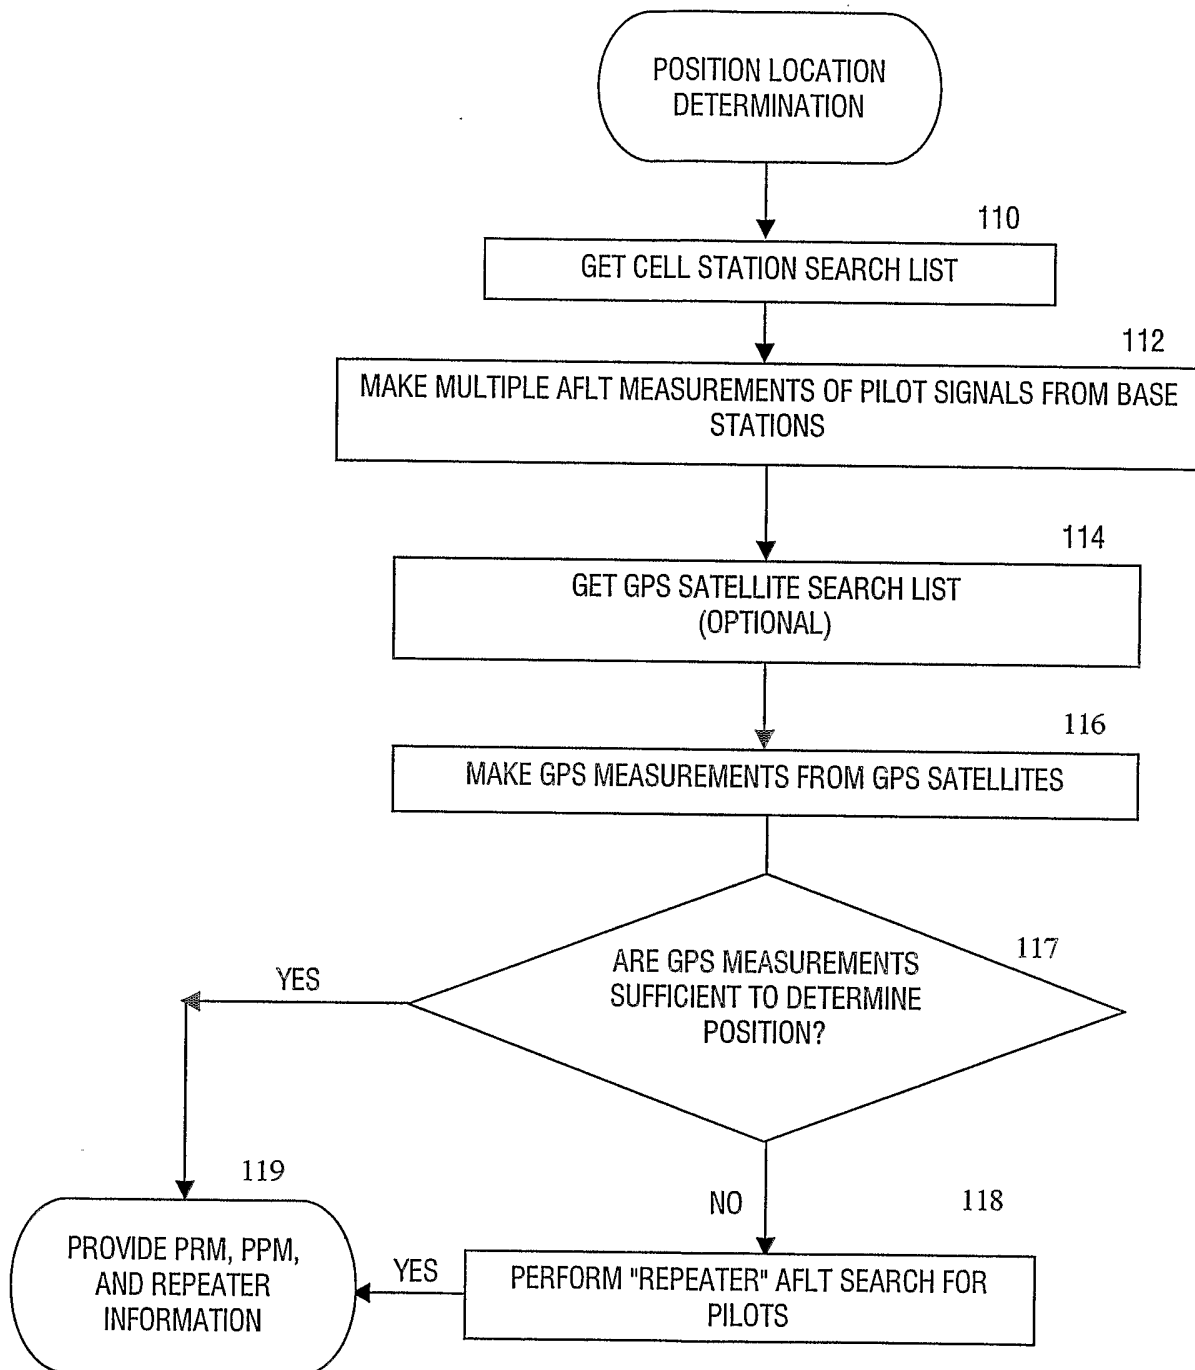 POSITION LOCATION
DETERMINATION
110
GET CELL STATION SEARCH LIST
112
MAKE MULTIPLE AFLT MEASUREMENTS OF PILOT SIGNALS FROM BASE
STATIONS
114
GET GPS SATELLITE SEARCH LIST
(OPTIONAL)
116
MAKE GPS MEASUREMENTS FROM GPS SATELLITES
117
ARE GPS MEASUREMENTS
SUFFICIENT TO DETERMINE
POSITION?
YES
NO
118
PERFORM "REPEATER" AFLT SEARCH FOR
PILOTS
YES
119
PROVIDE PRM, PPM,
AND REPEATER
INFORMATION